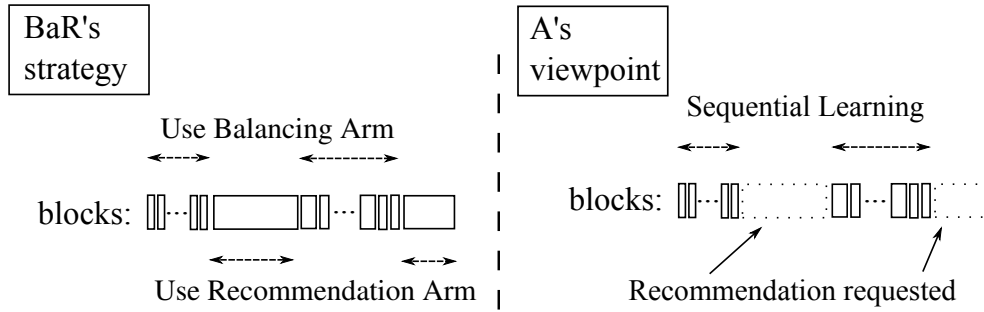 BaR's
strategy
Use Balancing Arm
blocks:
...
...
Use Recommendation Arm
A's
viewpoint
Sequential Learning
blocks:
...
...
Recommendation requested